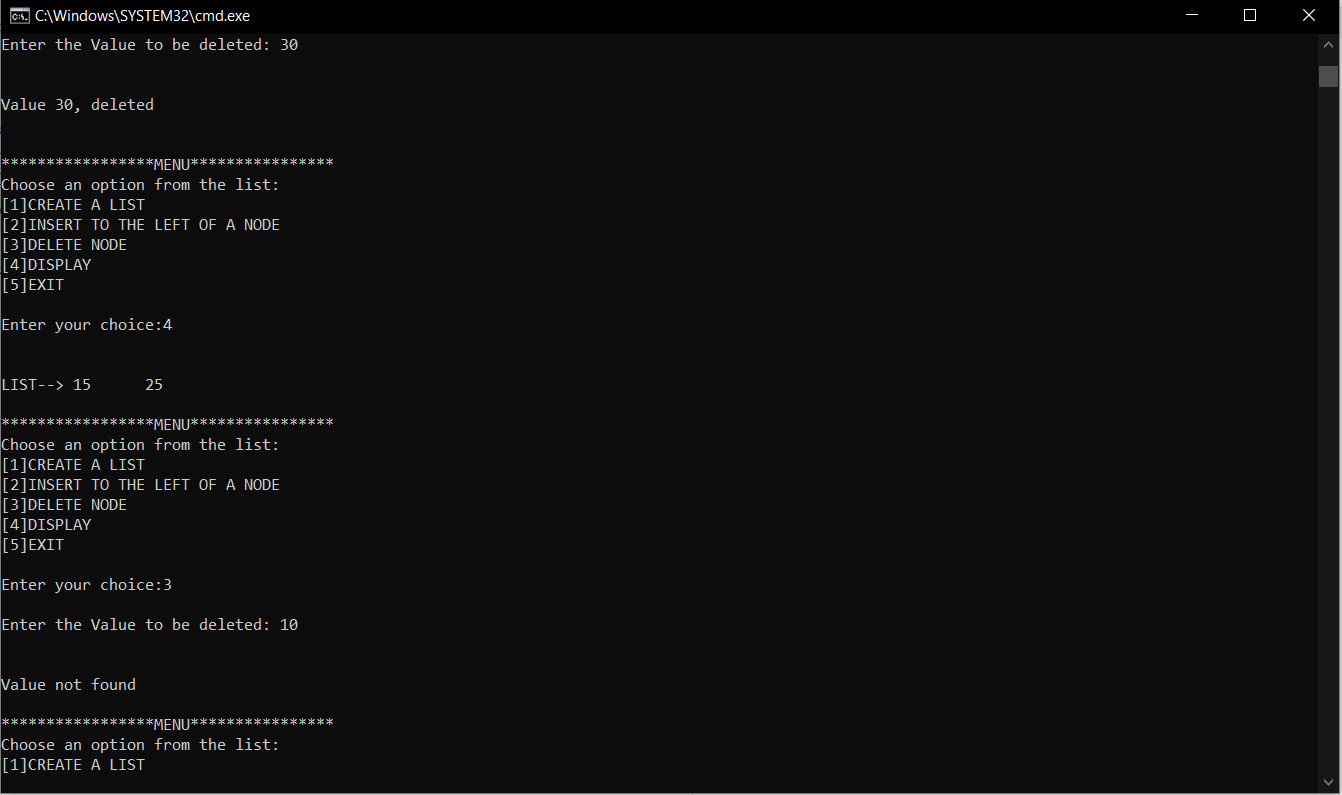 C:\Windows\SYSTEM32\cmd.exe
Enter the Value to be deleted: 30
Value 30, deleted
*****************MENU****************
Choose an option from the list:
[1]CREATE A LIST
[2]INSERT TO THE LEFT OF A NODE
[3]DELETE NODE
[4]DISPLAY
[5]EXIT
Enter your choice:4
LIST--> 15      25
*****************MENU****************
Choose an option from the list:
[1]CREATE A LIST
[2]INSERT TO THE LEFT OF A NODE
[3]DELETE NODE
[4]DISPLAY
[5]EXIT
Enter your choice:3
Enter the Value to be deleted: 10
Value not found
*****************MENU****************
Choose an option from the list:
[1]CREATE A LIST